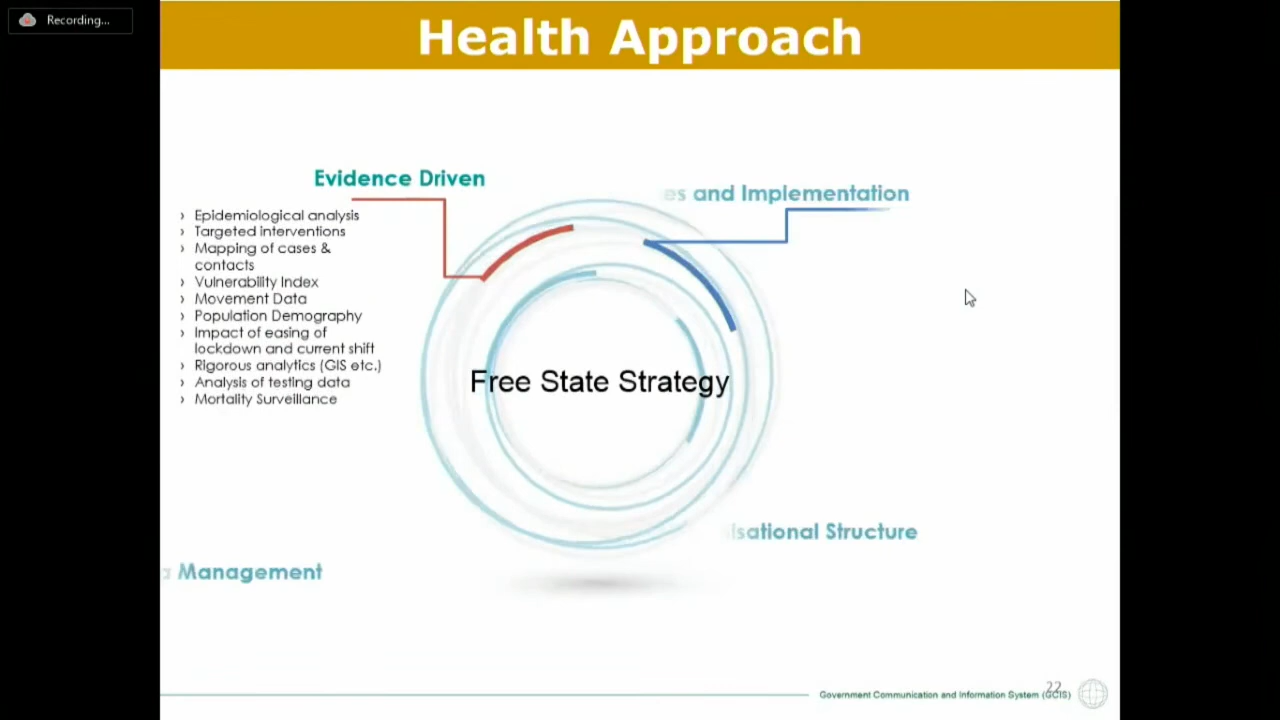 Recording...
Health Approach
Evidence Driven
› Epidemiological analysis
› Targeted interventions
› Mapping of cases &
contacts
› Vulnerability Index
› Movement Data
› Population Demography
› Impact of easing of
lockdown and current shift
› Rigorous analytics (GIS etc.)
› Analysis of testing data
› Mortality Surveillance
and Implementation
Free State Strategy
Structure
Management
22
Government Communication and Information System (GCIS)